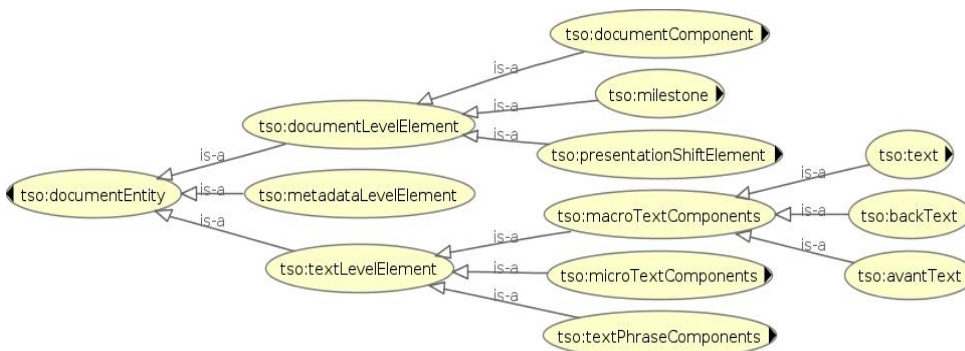 tso:documentComponent
is-a
tso:milestone
is-a
tso:documentLevelElement
is-a
tso:presentationShiftElement
tso:text
is-a
is-a
tso:documentEntity
is-a
tso:metadataLevelElement
tso:macroTextComponents
is-a
tso:backText
is-a
is-a
is-a
tso:textLevelElement
is-a
tso:microTextComponents
tso:avantText
is-a
tso:textPhraseComponents